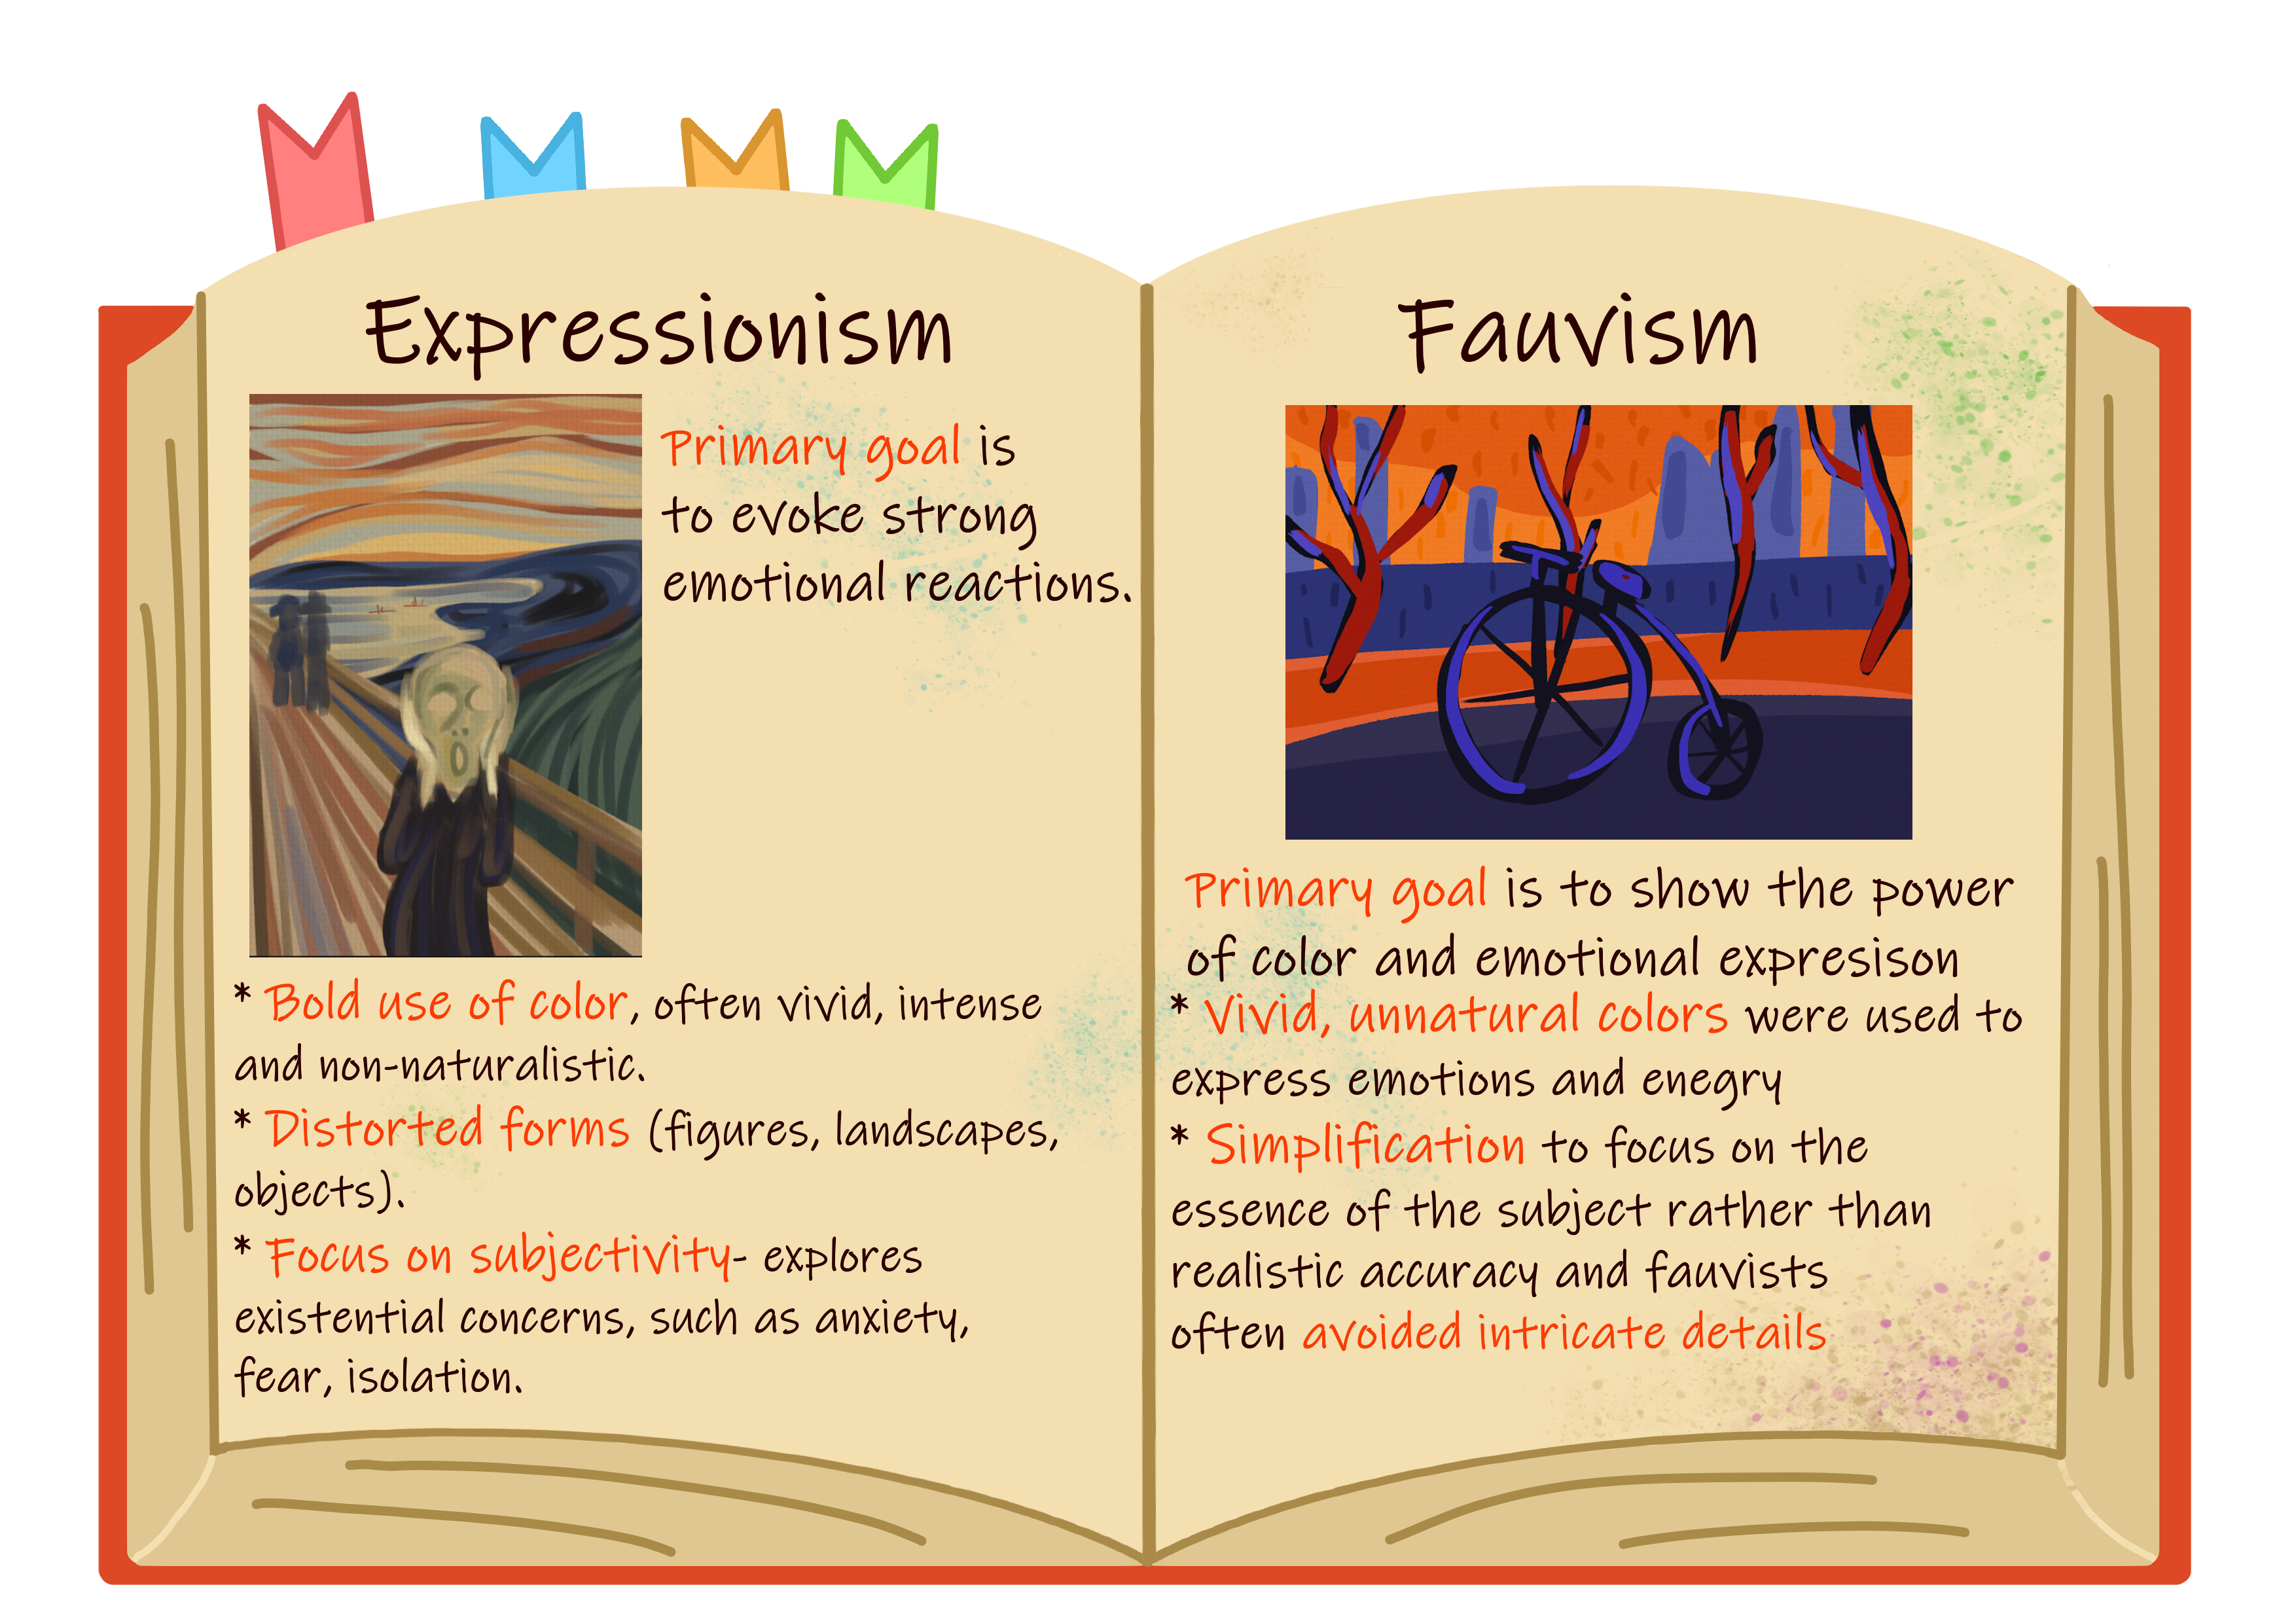 Expressionism
Primary goal is
to evoke strong
emotional reactions.
* Bold use of color, often vivid, intense
and non-naturalistic.
* Distorted forms (figures, landscapes,
objects).
* Focus on subjectivity- explores
existential concerns, such as anxiety,
fear, isolation.
Fauvism
Primary goal is to show the power
of color and emotional expresison
* Vivid, unnatural colors were used to
express emotions and enegry
* Simplification to focus on the
essence of the subject rather than
realistic accuracy and fauvists
often avoided intricate details